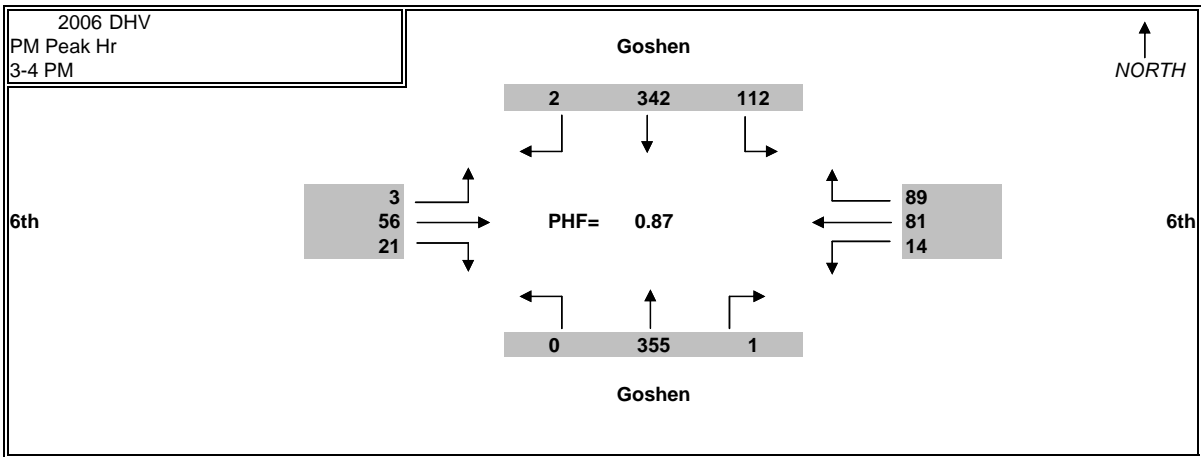 2006 DHV
PM Peak Hr
3-4 PM
Goshen
NORTH
2 342 112
3
56
21
6th
PHF= 0.87
89
81
14
6th
0 355 1
Goshen